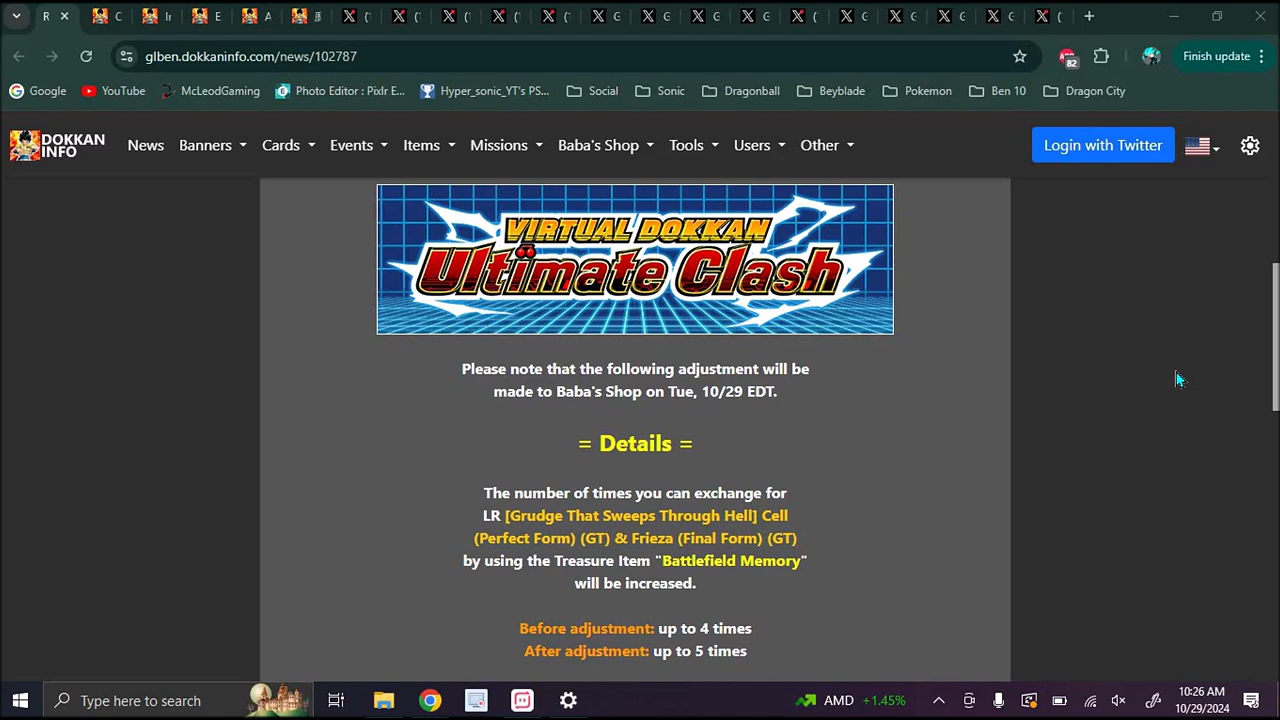 R
C
Ir
E
A
(
(
(
(
(
G
G
G
G
(
G
G
G
G
(
glben.dokkaninfo.com/news/102787
82
Finish update
Google
YouTube
McLeodGaming
Photo Editor : Pixlr E...
Hyper_sonic_YT's PS...
Social
Sonic
Dragonball
Beyblade
Pokemon
Ben 10
Dragon City
DOKKAN
INFO
News
Banners
Cards
Events
Items
Missions
Baba's Shop
Tools
Users
Other
Login with Twitter
VIRTUAL DOKKAN
Ultimate Clash
Please note that the following adjustment will be
made to Baba's Shop on Tue, 10/29 EDT.
= Details =
The number of times you can exchange for
LR [Grudge That Sweeps Through Hell] Cell
(Perfect Form) (GT) & Frieza (Final Form) (GT)
by using the Treasure Item "Battlefield Memory"
will be increased.
Before adjustment: up to 4 times
After adjustment: up to 5 times
Type here to search
AMD +1.45%
:26 AM
10/29/2024